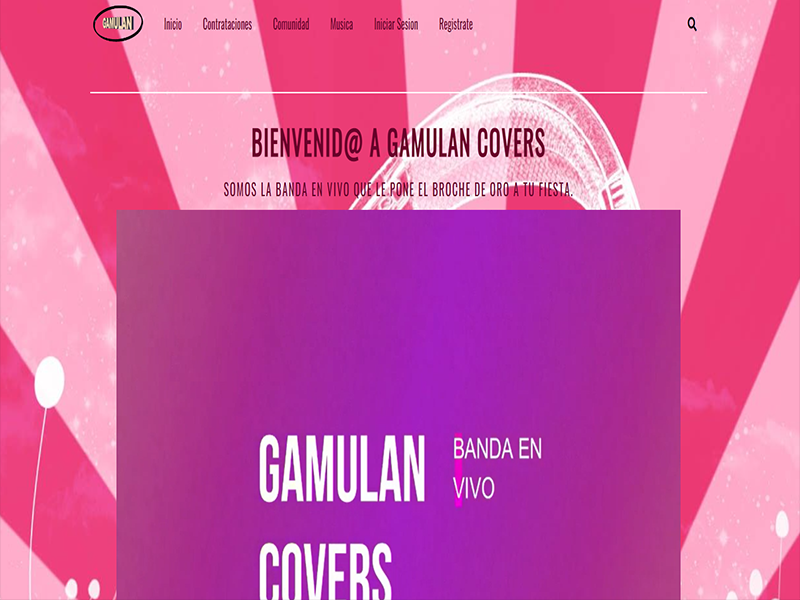 GAMULAN
Inicio Contrataciones Comunidad Musica Iniciar Sesion Registrate
BIENVENID@ A GAMULAN COVERS
SOMOS LA BANDA EN VIVO QUE LE PONE EL BROCHE DE ORO A TU FIESTA.
GAMULAN
COVERS
BANDA EN
VIVO